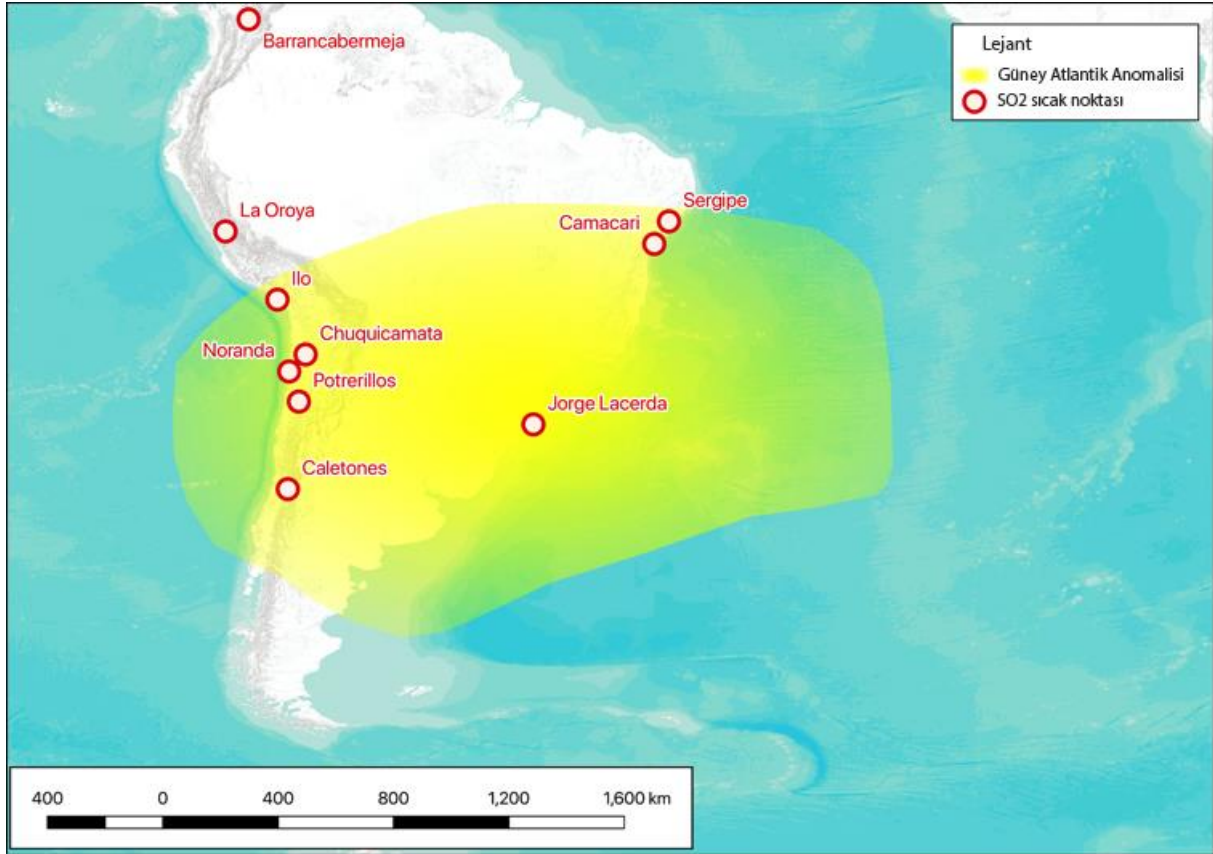 Barrancabermeja
Lejant
Güney Atlantik Anomalisi
SO2 sıcak noktası
La Oroya
Sergipe
Camacari
Ilo
Chuquicamata
Noranda
Potrerillos
Jorge Lacerda
Caletones
400 0 400 800 1,200 1,600 km